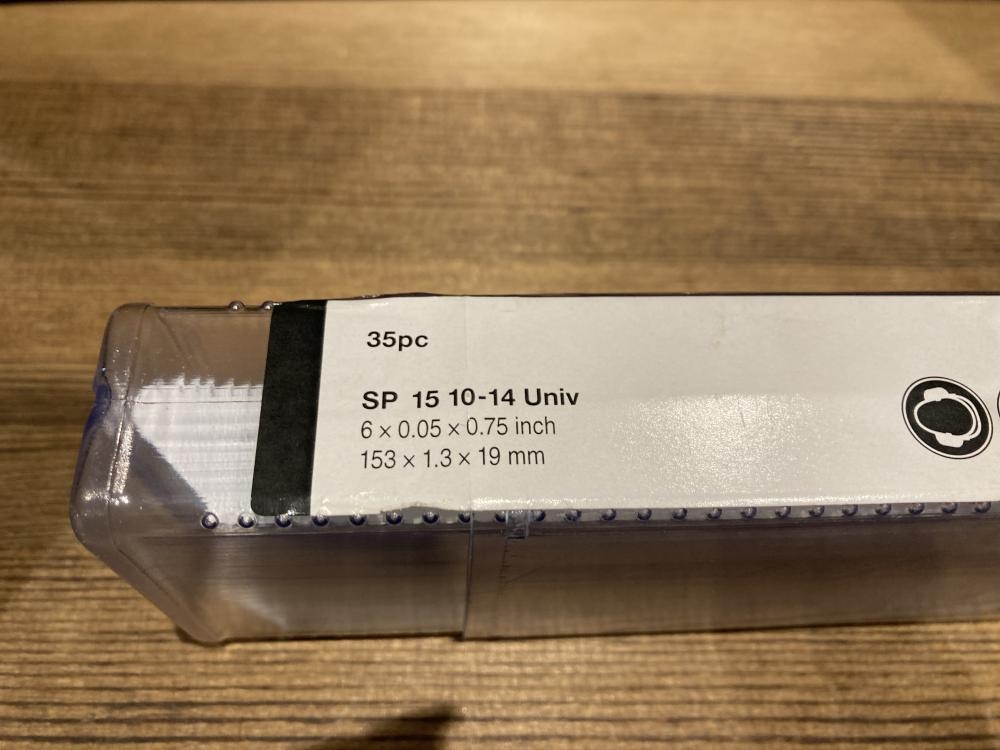 35pc
SP 15 10-14 Univ
6 × 0.05 × 0.75 inch
153 × 1.3 × 19 mm